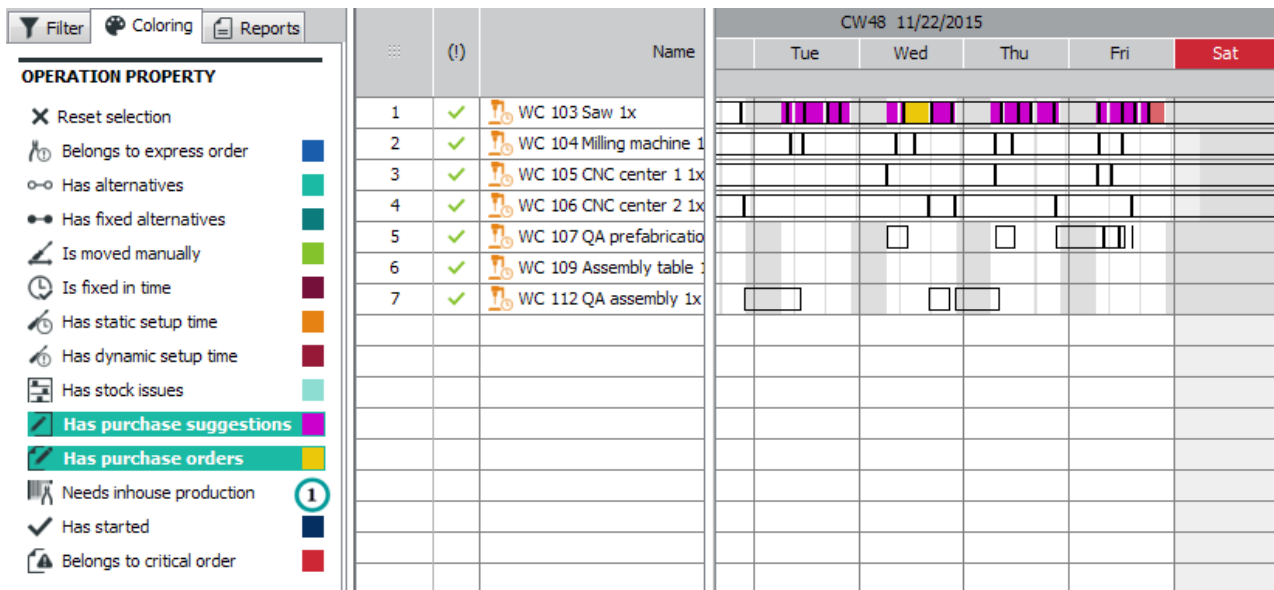 Filter Coloring Reports
OPERATION PROPERTY
Reset selection
Belongs to express order
Has alternatives
Has fixed alternatives
Is moved manually
Is fixed in time
Has static setup time
Has dynamic setup time
Has stock issues
Has purchase suggestions
Has purchase orders
Needs inhouse production 1
Has started
Belongs to critical order
(!) Name
CW48 11/22/2015
Tue Wed Thu Fri Sat
1 WC 103 Saw 1x
2 WC 104 Milling machine 1
3 WC 105 CNC center 1 1x
4 WC 106 CNC center 2 1x
5 WC 107 QA prefabricatio
6 WC 109 Assembly table 1
7 WC 112 QA assembly 1x